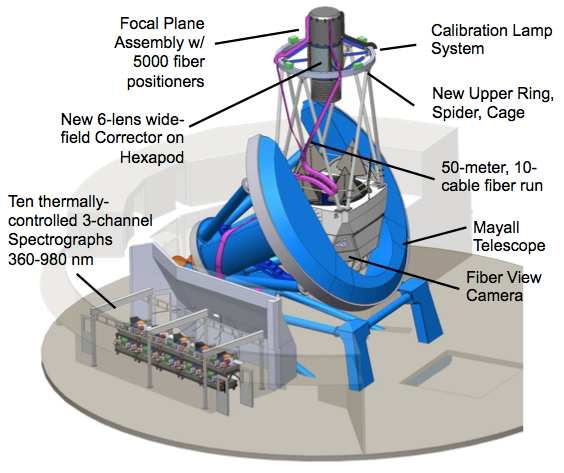 Focal Plane
Assembly w/
5000 fiber
positioners
New 6-lens wide-
field Corrector on
Hexapod
Ten thermally-
controlled 3-channel
Spectrographs
360-980 nm
Calibration Lamp
System
New Upper Ring,
Spider, Cage
50-meter, 10-
cable fiber run
Mayall
Telescope
Fiber View
Camera